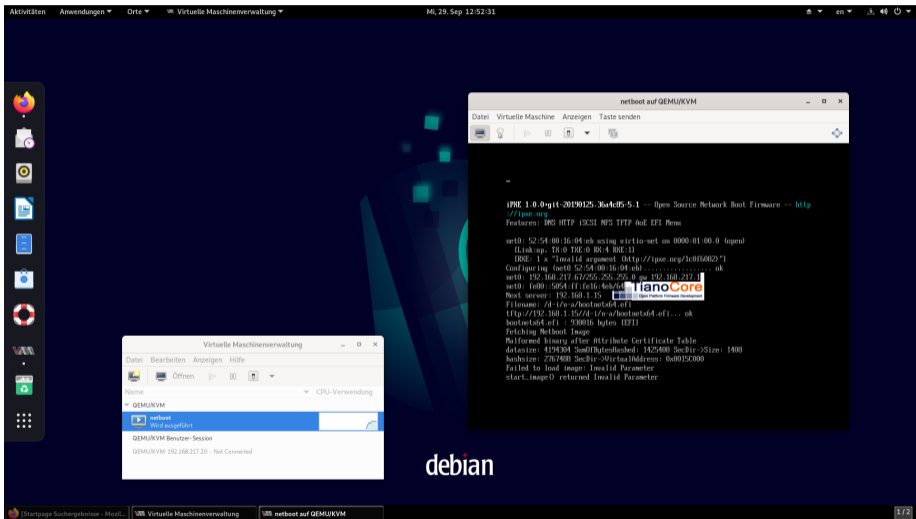 Aktivitäten Anwendungen Orte Virtuelle Maschinenverwaltung Mi, 29. Sep 12:52:31 en
netboot auf QEMU/KVM
Datei Virtuelle Maschine Anzeigen Taste senden
iPXE 1.0.0+git-20190125.36a4c85-5.1 -- Open Source Network Boot Firmware -- http
://ipxe.org
Features: DNS HTTP iSCSI NFS TFTP AoE EFI Menu
net0: 52:54:00:16:04:eb using virtio-net on 0000:01:00.0 (open)
[Link:up, TX:0 TXE:0 RX:4 RXE:1]
[RXE: 1 x "Invalid argument (http://ipxe.org/1c0f6002)"]
Configuring (net0 52:54:00:16:04:eb).................. ok
net0: 192.168.217.67/255.255.255.0 gw 192.168.217.1
net0: fe80::5054:ff:fe16:4eb/64
TianoCore
Open Platform Firmware Development
Next server: 192.168.1.15
Filename: /d-i/n-a/bootnetx64.efi
tftp://192.168.1.15//d-i/n-a/bootnetx64.efi... ok
bootnetx64.efi : 930016 bytes [EFI]
Fetching Netboot Image
Malformed binary after Attribute Certificate Table
datasize: 4194304 SumOfBytesHashed: 1425408 SecDir->Size: 1408
hashsize: 2767488 SecDir->VirtualAddress: 0x0015C000
Failed to load image: Invalid Parameter
start_image() returned Invalid Parameter
Virtuelle Maschinenverwaltung
Datei Bearbeiten Anzeigen Hilfe
Öffnen
Name CPU-Verwendung
QEMU/KVM
netboot
Wird ausgeführt
QEMU/KVM Benutzer-Session
QEMU/KVM: 192.168.217.20 - Not Connected
debian
[Startpage Suchergebnisse - Mozil... Virtuelle Maschinenverwaltung netboot auf QEMU/KVM 1 / 2